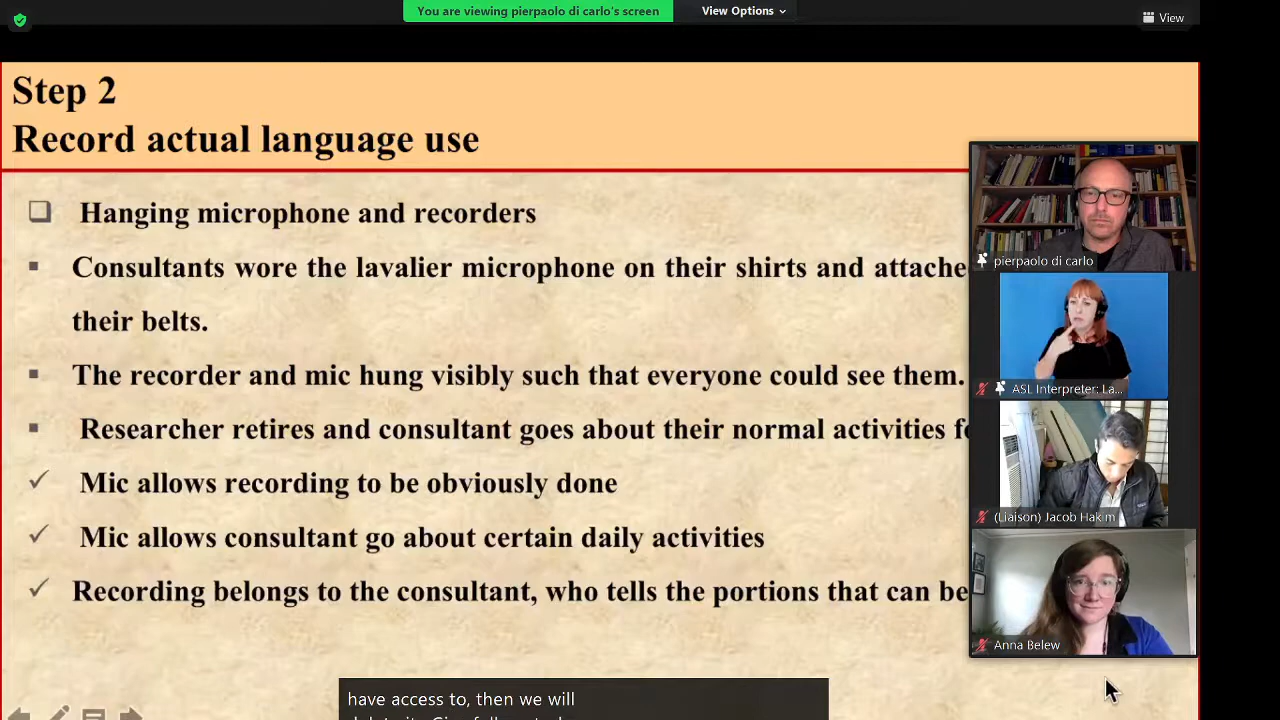 You are viewing pierpaolo di carlo's screen
View Options
View
Step 2
Record actual language use
Hanging microphone and recorders
Consultants wore the lavalier microphone on their shirts and attache
their belts.
The recorder and mic hung visibly such that everyone could see them.
Researcher retires and consultant goes about their normal activities
Mic allows recording to be obviously done
Mic allows consultant go about certain daily activities
Recording belongs to the consultant, who tells the portions that can be
pierpaolo di carlo
ASL Interpreter: La...
(Liaison) Jacob Hakim
Anna Belew
have access to, then we will